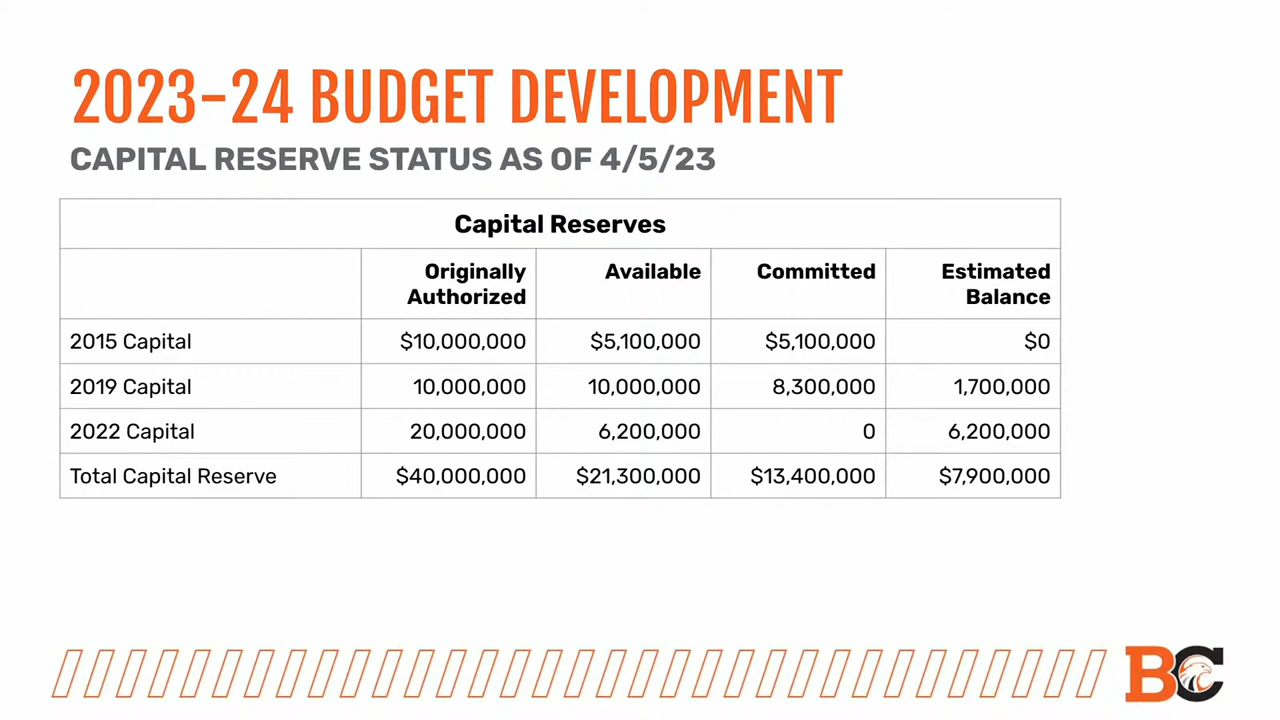 2023-24 BUDGET DEVELOPMENT
CAPITAL RESERVE STATUS AS OF 4/5/23
Capital Reserves
Originally Authorized Available Committed Estimated Balance
2015 Capital $10,000,000 $5,100,000 $5,100,000 $0
2019 Capital 10,000,000 10,000,000 8,300,000 1,700,000
2022 Capital 20,000,000 6,200,000 0 6,200,000
Total Capital Reserve $40,000,000 $21,300,000 $13,400,000 $7,900,000
BC